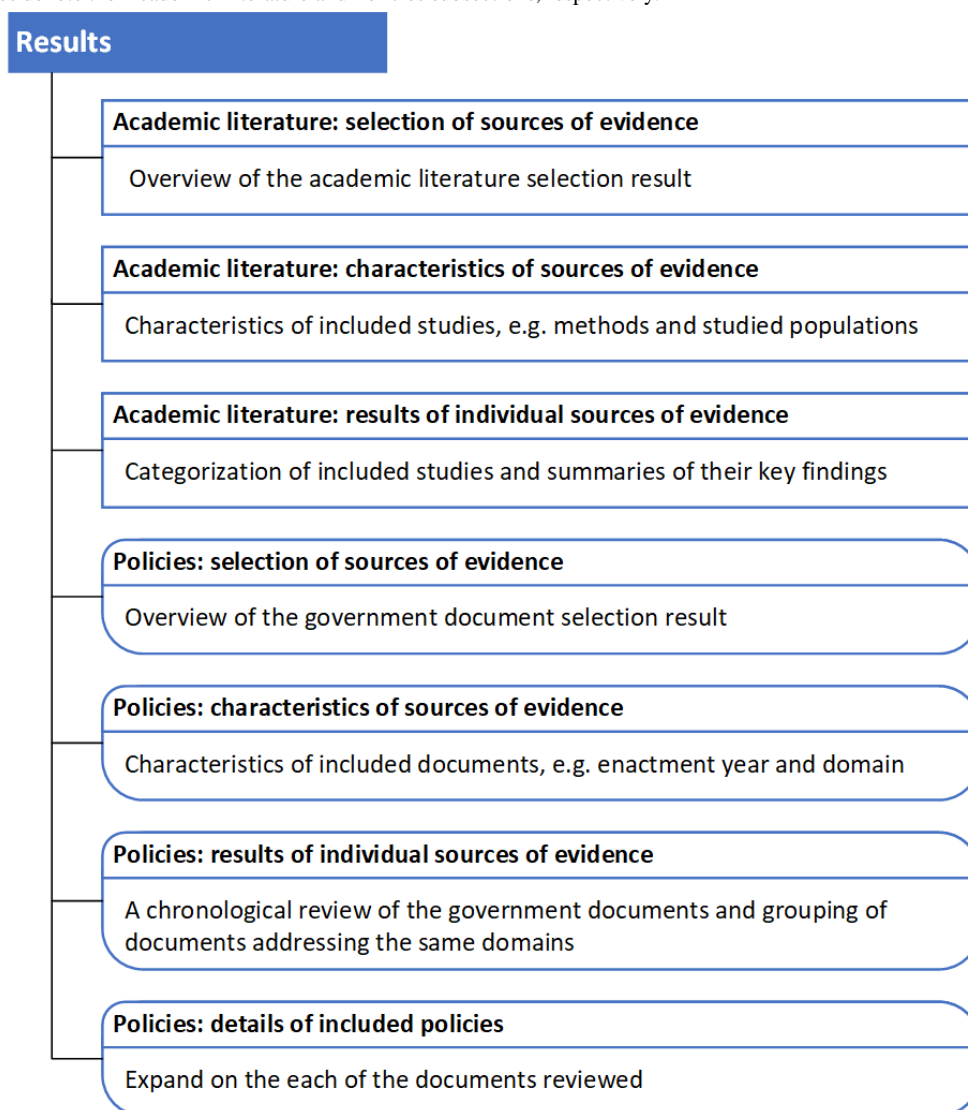 Results
Academic literature: selection of sources of evidence
Overview of the academic literature selection result
Academic literature: characteristics of sources of evidence
Characteristics of included studies, e.g. methods and studied populations
Academic literature: results of individual sources of evidence
Categorization of included studies and summaries of their key findings
Policies: selection of sources of evidence
Overview of the government document selection result
Policies: characteristics of sources of evidence
Characteristics of included documents, e.g. enactment year and domain
Policies: results of individual sources of evidence
A chronological review of the government documents and grouping of
documents addressing the same domains
Policies: details of included policies
Expand on the each of the documents reviewed